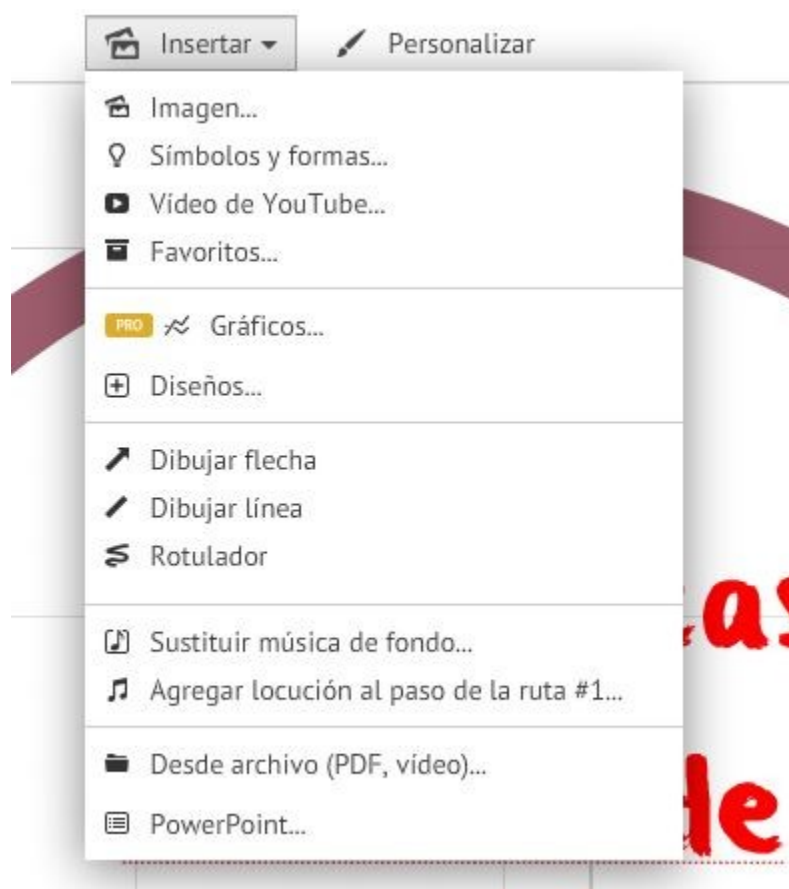 Insertar
Personalizar
Imagen...
Símbolos y formas...
Vídeo de YouTube...
Favoritos...
PRO Gráficos...
Diseños...
Dibujar flecha
Dibujar línea
Rotulador
Sustituir música de fondo...
Agregar locución al paso de la ruta #1...
Desde archivo (PDF, vídeo)...
PowerPoint...